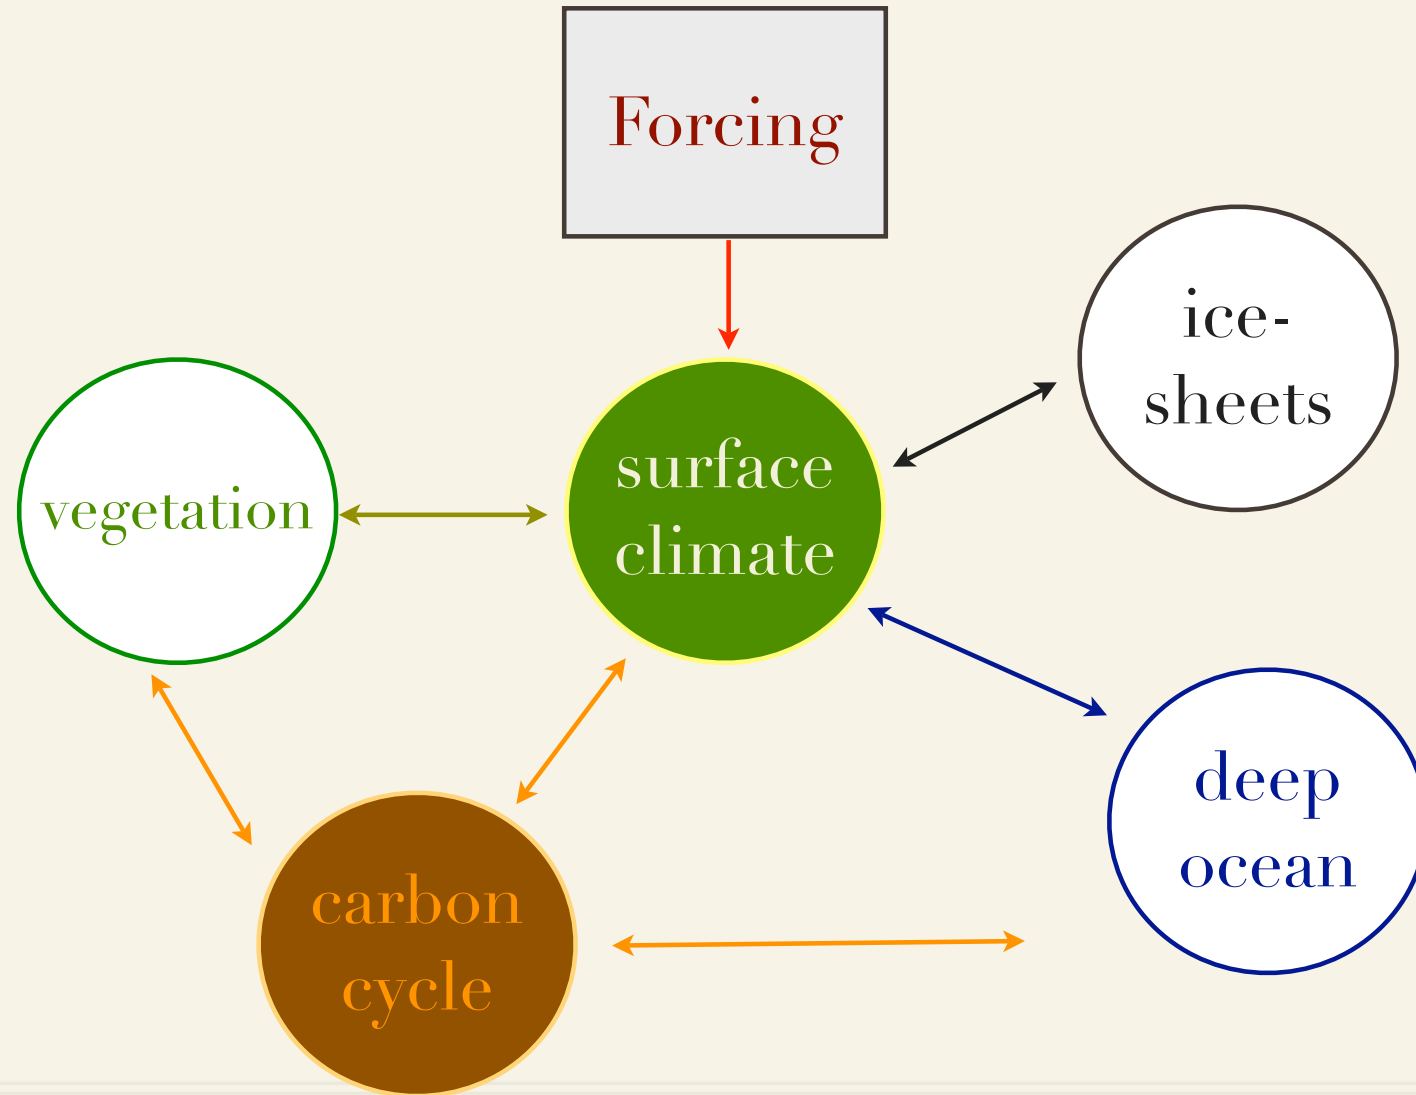 Forcing
ice-
sheets
vegetation
surface
climate
deep
ocean
carbon
cycle